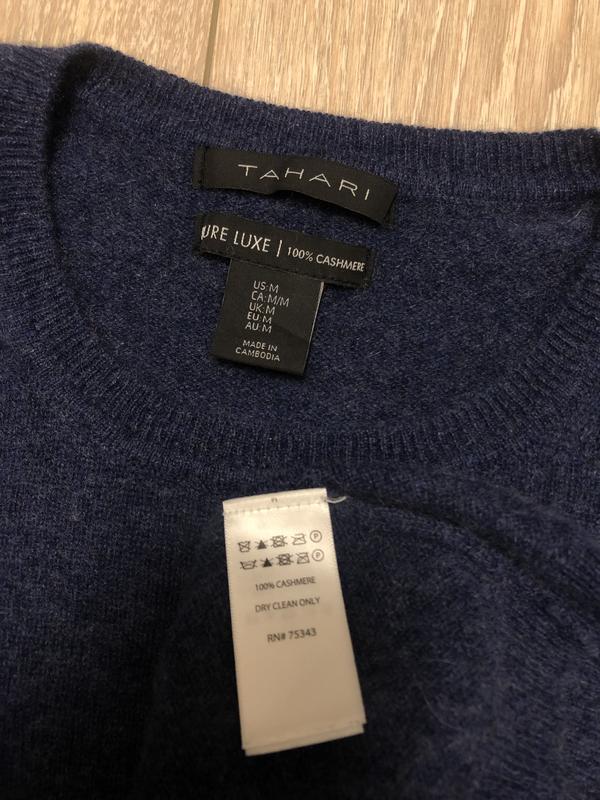 TAHARI
URE LUXE | 100% CASHMERE
US:M
CA:M/M
UK:M
EU:M
AU:M
MADE IN
CAMBODIA
P
P
100% CASHMERE
DRY CLEAN ONLY
RN# 75343